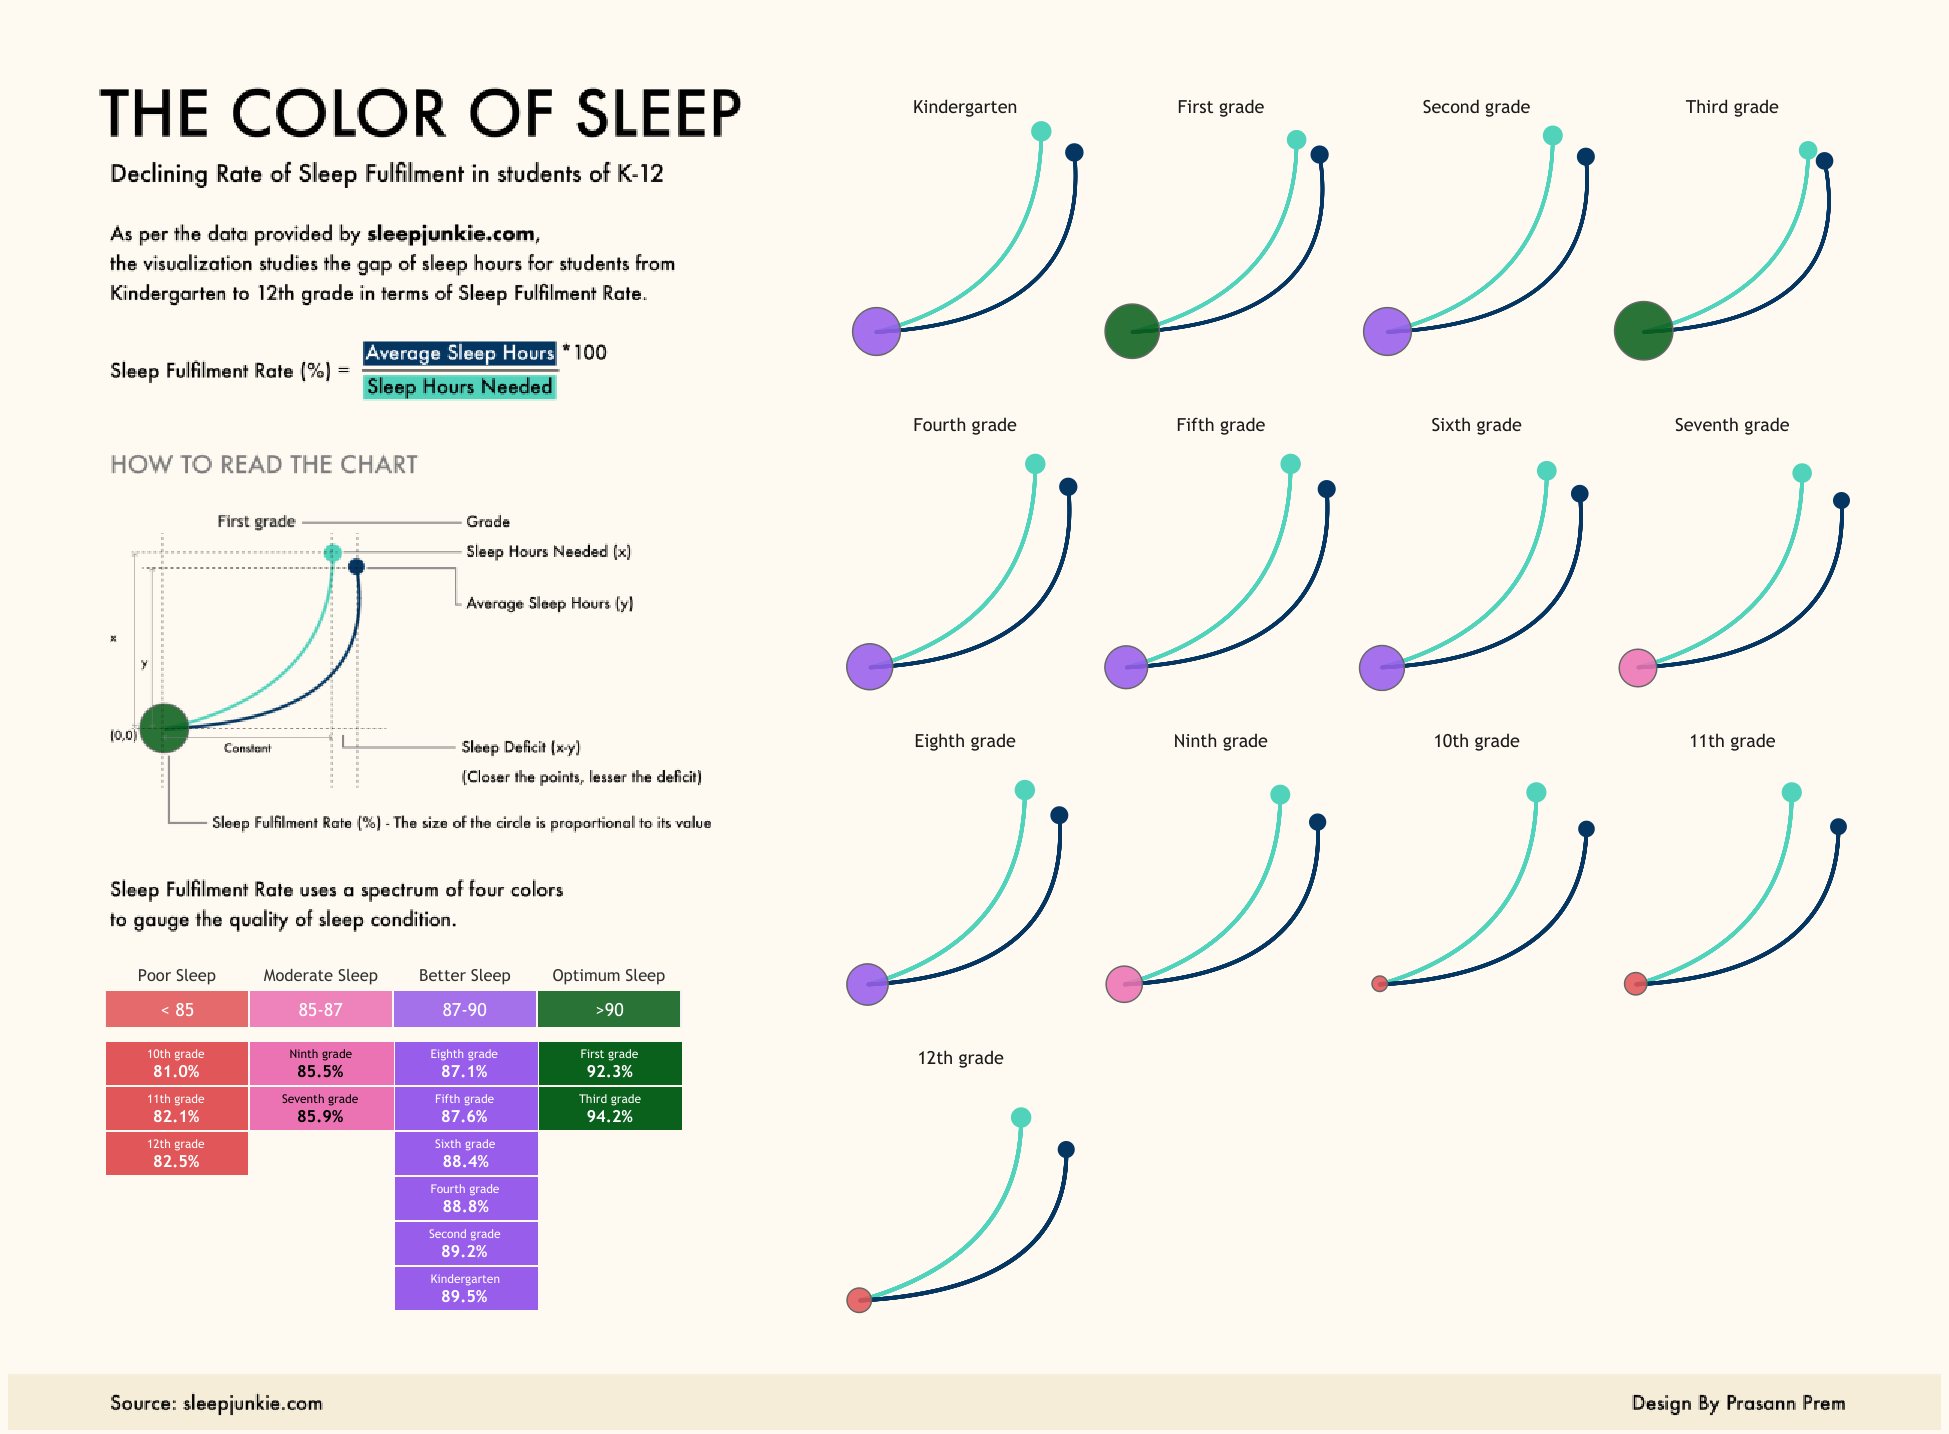 THE COLOR OF SLEEP
Declining Rate of Sleep Fulfilment in students of K-12
As per the data provided by sleepjunkie.com,
the visualization studies the gap of sleep hours for students from
Kindergarten to 12th grade in terms of Sleep Fulfilment Rate.
Sleep Fulfilment Rate (%) = Average Sleep Hours * 100
Sleep Hours Needed
HOW TO READ THE CHART
First grade
Grade
Sleep Hours Needed (x)
Average Sleep Hours (y)
x
y
(0,0)
Constant
Sleep Deficit (x-y)
(Closer the points, lesser the deficit)
Sleep Fulfilment Rate (%) - The size of the circle is proportional to its value
Sleep Fulfilment Rate uses a spectrum of four colors
to gauge the quality of sleep condition.
Poor Sleep Moderate Sleep Better Sleep Optimum Sleep
< 85 85-87 87-90 >90
10th grade Ninth grade Eighth grade First grade
81.0% 85.5% 87.1% 92.3%
11th grade Seventh grade Fifth grade Third grade
82.1% 85.9% 87.6% 94.2%
12th grade Sixth grade
82.5% 88.4%
Fourth grade
88.8%
Second grade
89.2%
Kindergarten
89.5%
Kindergarten First grade Second grade Third grade
Fourth grade Fifth grade Sixth grade Seventh grade
Eighth grade Ninth grade 10th grade 11th grade
12th grade
Source: sleepjunkie.com
Design By Prasann Prem